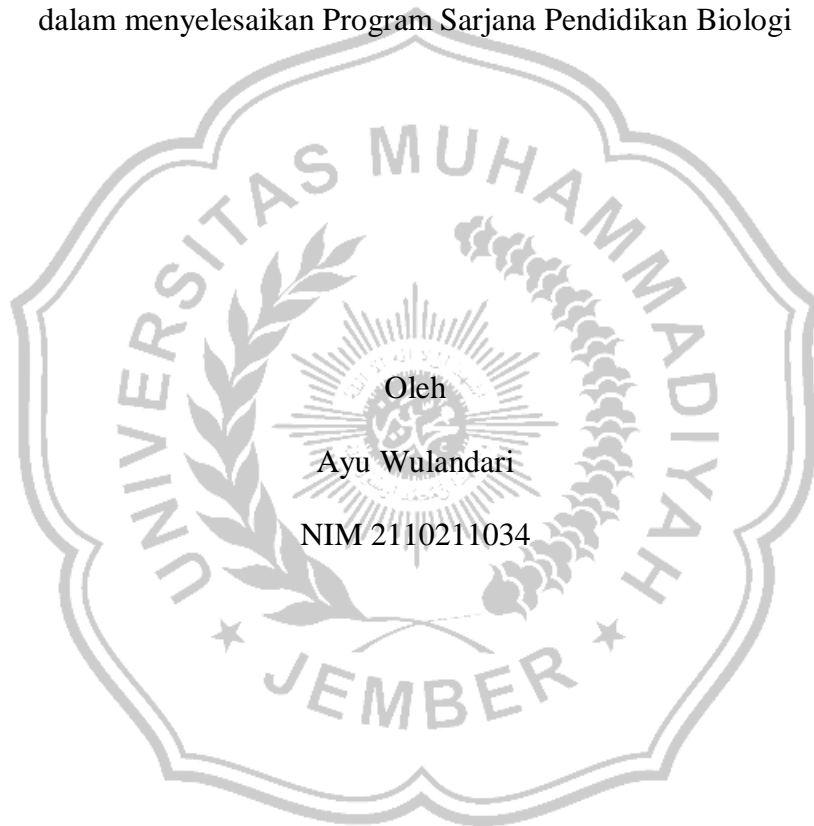 dalam menyelesaikan Program Sarjana Pendidikan Biologi
UNIVERSITAS MUHAMMADIYAH
Oleh
Ayu Wulandari
NIM 2110211034
JEMBER